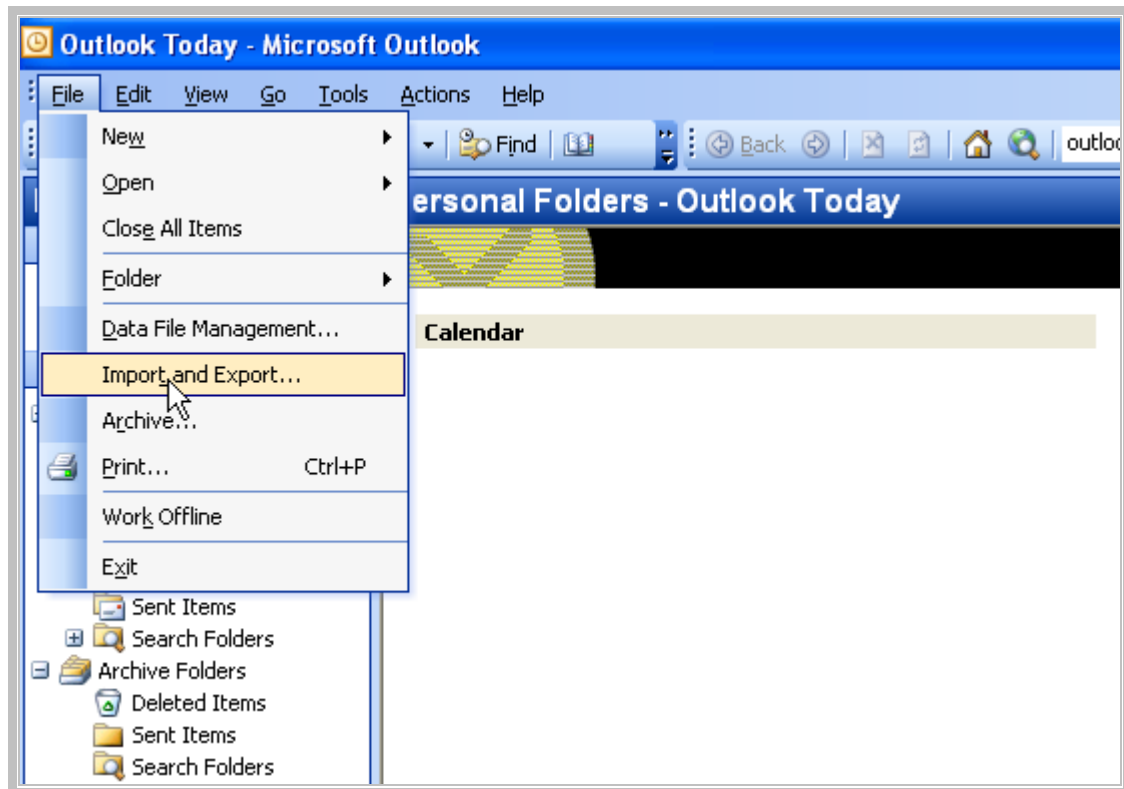 Outlook Today - Microsoft Outlook
File Edit View Go Tools Actions Help
New
Find Back
Open
ersonal Folders - Outlook Today
Close All Items
Folder
Data File Management...
Calendar
Import and Export...
Archive...
Print... Ctrl+P
Work Offline
Exit
Sent Items
Search Folders
Archive Folders
Deleted Items
Sent Items
Search Folders